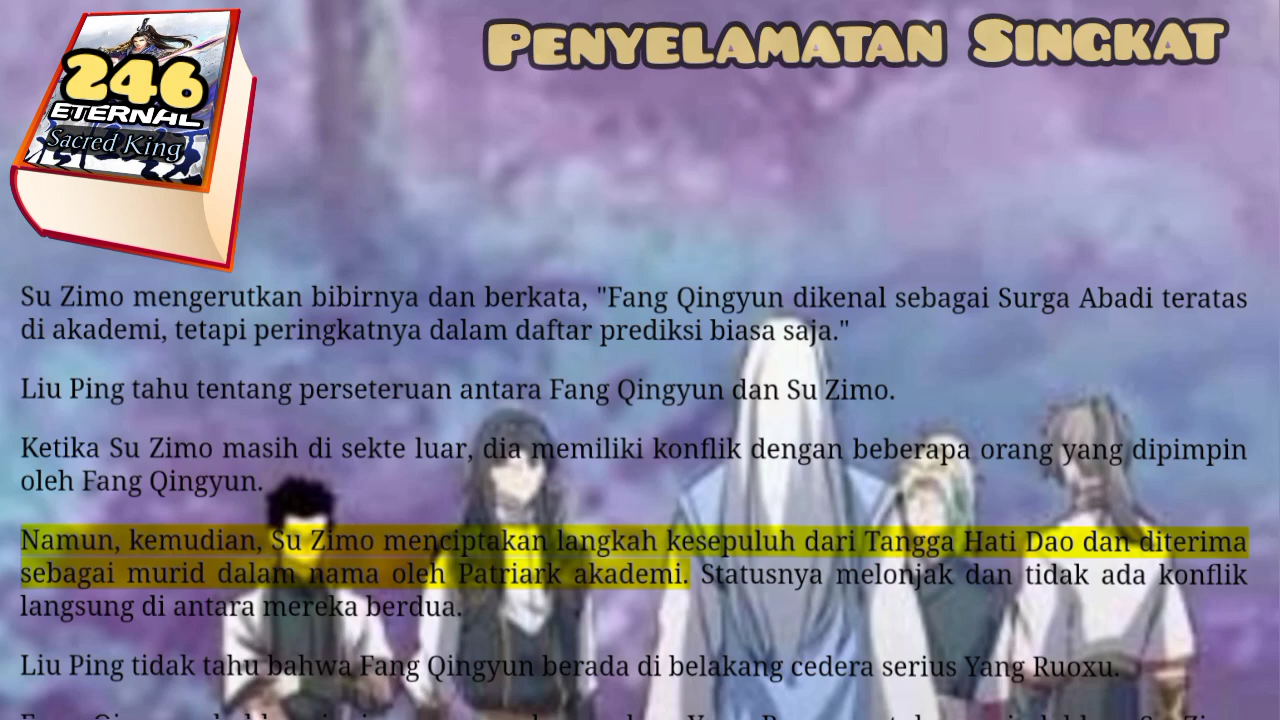 Penyelamatan Singkat
246
ETERNAL
Sacred King
Su Zimo mengerutkan bibirnya dan berkata, "Fang Qingyun dikenal sebagai Surga Abadi teratas
di akademi, tetapi peringkatnya dalam daftar prediksi biasa saja."
Liu Ping tahu tentang perseteruan antara Fang Qingyun dan Su Zimo.
Ketika Su Zimo masih di sekte luar, dia memiliki konflik dengan beberapa orang yang dipimpin
oleh Fang Qingyun.
Namun, kemudian, Su Zimo menciptakan langkah kesepuluh dari Tangga Hati Dao dan diterima
sebagai murid dalam nama oleh Patriark akademi. Statusnya melonjak dan tidak ada konflik
langsung di antara mereka berdua.
Liu Ping tidak tahu bahwa Fang Qingyun berada di belakang cedera serius Yang Ruoxu.